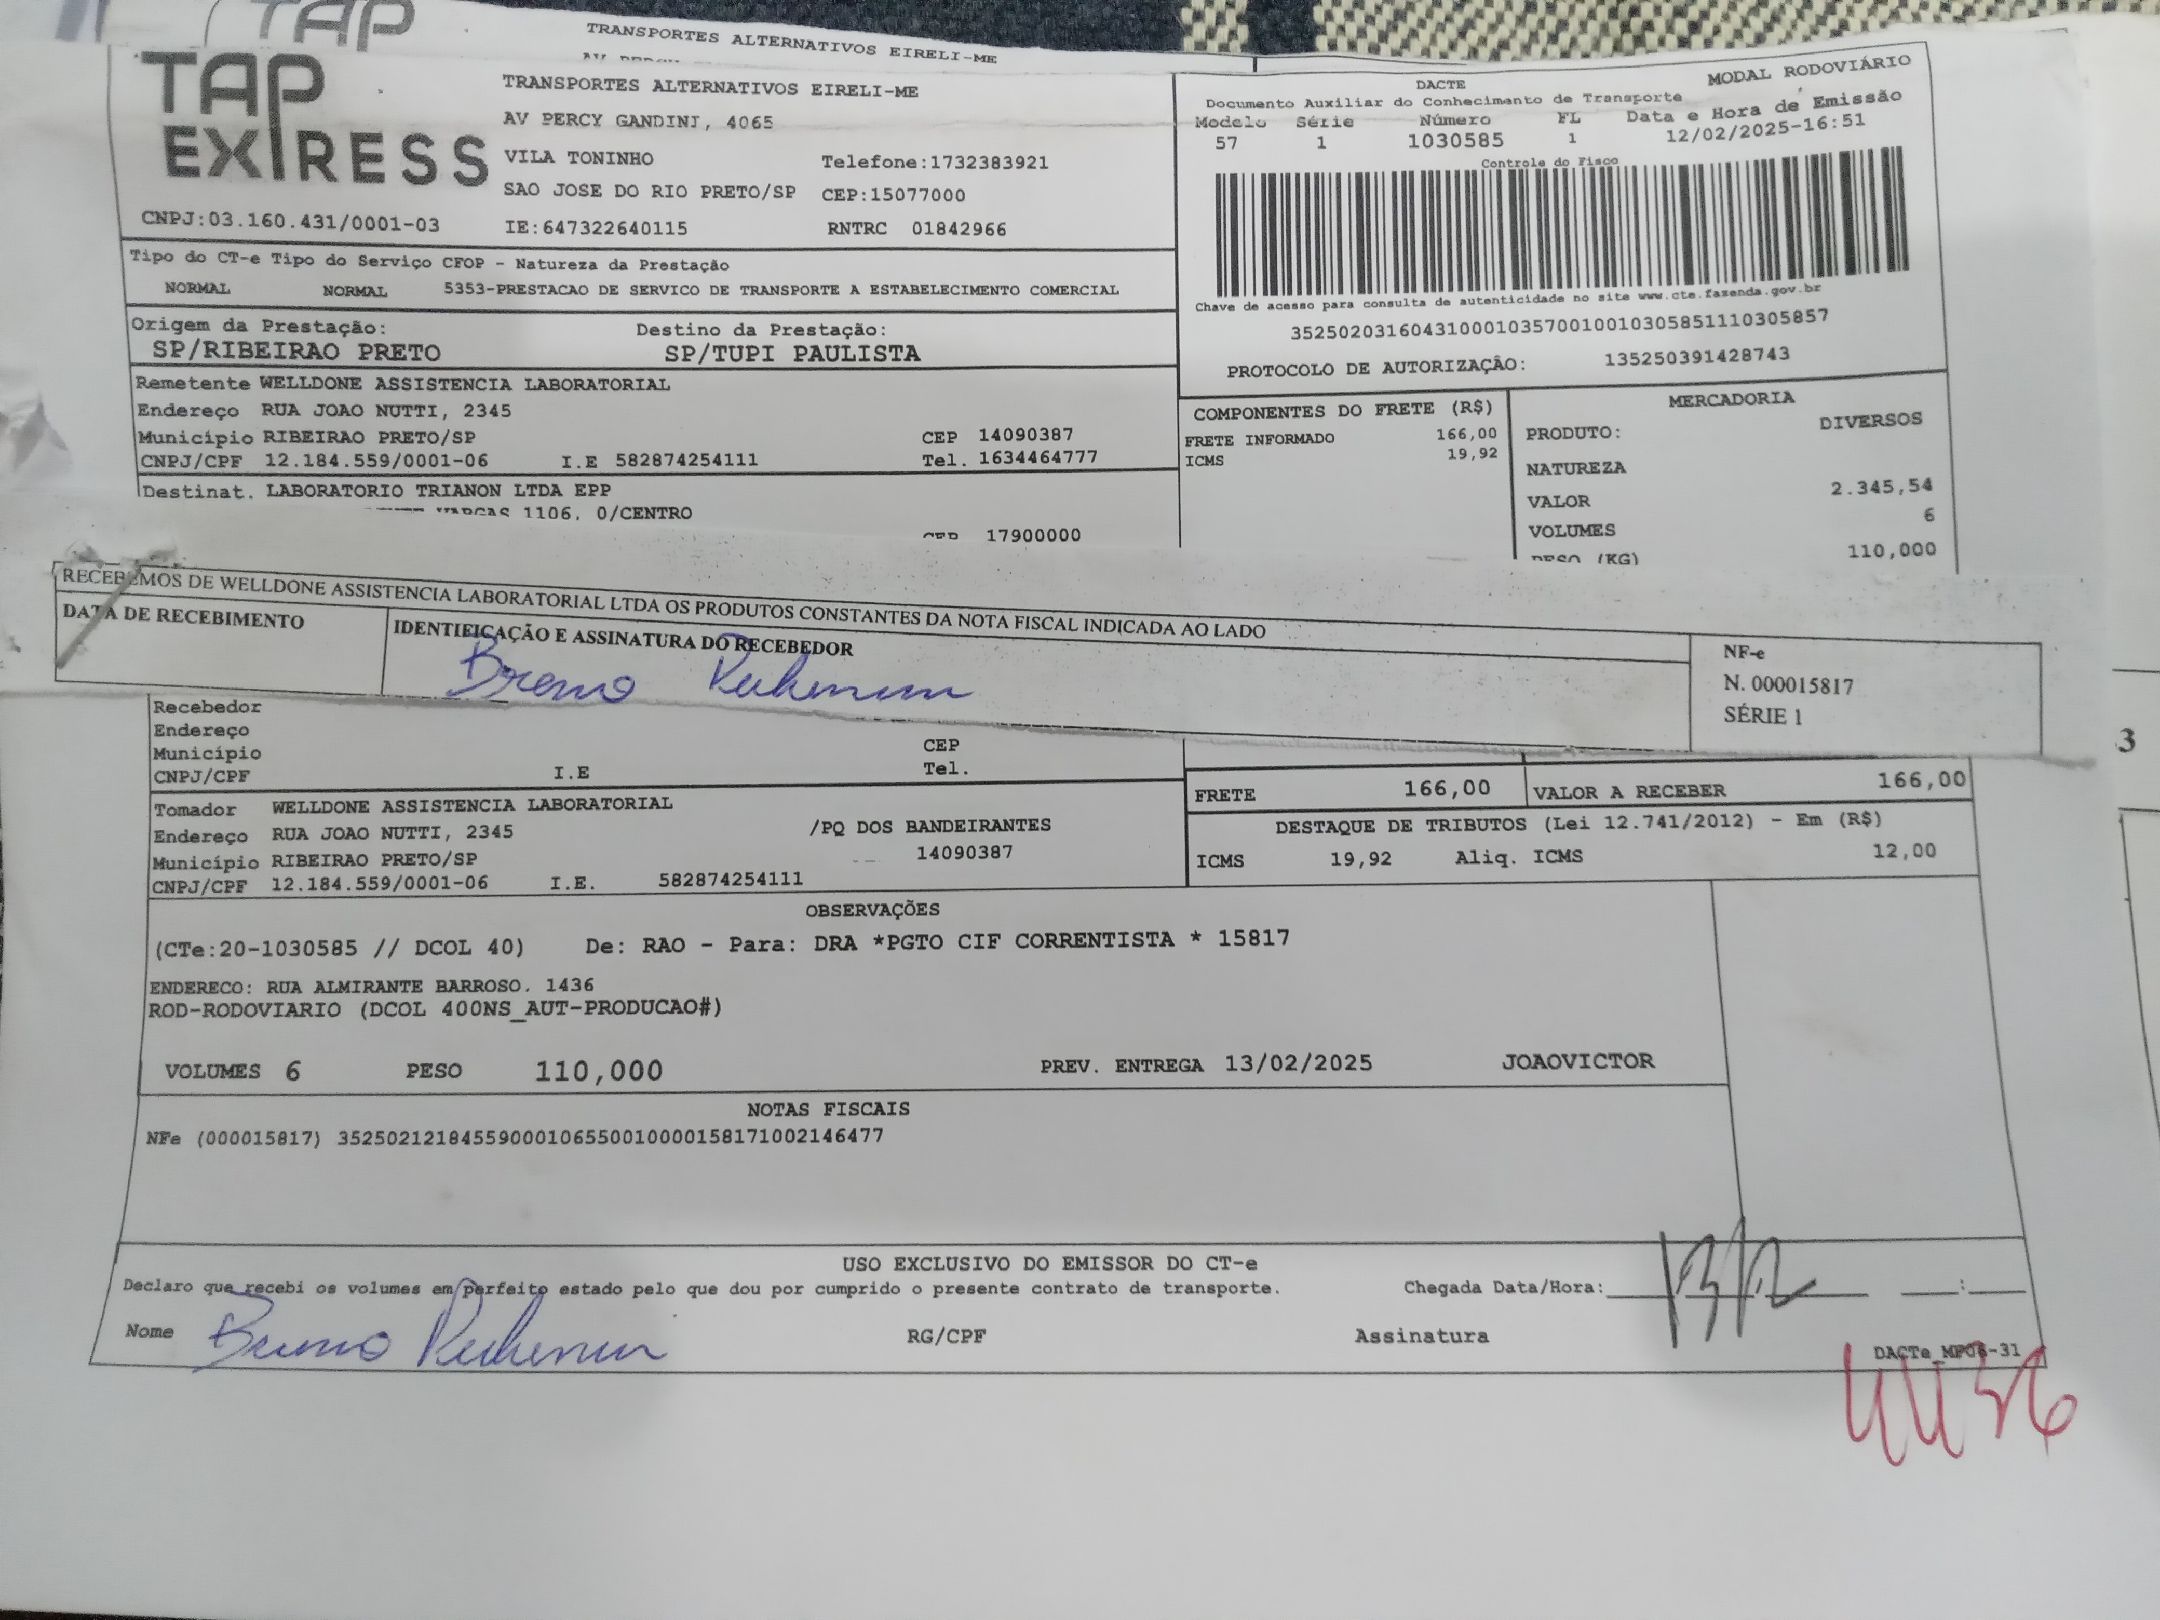 TAP
TRANSPORTES ALTERNATIVOS EIRELI-ME
TAP EXPRESS
TRANSPORTES ALTERNATIVOS EIRELI-ME
AV PERCY GANDINI, 4065
VILA TONINHO Telefone:1732383921
SAO JOSE DO RIO PRETO/SP CEP:15077000
CNPJ:03.160.431/0001-03 IE:647322640115 RNTRC 01842966
DACTE MODAL RODOVIÁRIO
Documento Auxiliar do Conhecimento de Transporte
Modelo Série Número FL Data e Hora de Emissão
57 1 1030585 1 12/02/2025-16:51
Controle do Fisco
Chave de acesso para consulta de autenticidade no site www.cte.fazenda.gov.br
35250203160431000103570010010305851110305857
PROTOCOLO DE AUTORIZAÇÃO: 135250391428743
Tipo do CT-e Tipo do Serviço CFOP - Natureza da Prestação
NORMAL NORMAL 5353-PRESTACAO DE SERVICO DE TRANSPORTE A ESTABELECIMENTO COMERCIAL
Origem da Prestação: Destino da Prestação:
SP/RIBEIRAO PRETO SP/TUPI PAULISTA
Remetente WELLDONE ASSISTENCIA LABORATORIAL
Endereço RUA JOAO NUTTI, 2345
Município RIBEIRAO PRETO/SP CEP 14090387
CNPJ/CPF 12.184.559/0001-06 I.E 582874254111 Tel. 1634464777
Destinat. LABORATORIO TRIANON LTDA EPP
VARGAS 1106, 0/CENTRO
CEP 17900000
COMPONENTES DO FRETE (R$)
FRETE INFORMADO 166,00
ICMS 19,92
MERCADORIA
PRODUTO: DIVERSOS
NATUREZA
VALOR 2.345,54
VOLUMES 6
PESO (KG) 110,000
RECEBEMOS DE WELLDONE ASSISTENCIA LABORATORIAL LTDA OS PRODUTOS CONSTANTES DA NOTA FISCAL INDICADA AO LADO
DATA DE RECEBIMENTO IDENTIFICAÇÃO E ASSINATURA DO RECEBEDOR
NF-e
N. 000015817
SÉRIE 1
3
Recebedor
Endereço
Município CEP
CNPJ/CPF I.E Tel.
FRETE 166,00 VALOR A RECEBER 166,00
Tomador WELLDONE ASSISTENCIA LABORATORIAL
Endereço RUA JOAO NUTTI, 2345 /PQ DOS BANDEIRANTES
Município RIBEIRAO PRETO/SP 14090387
CNPJ/CPF 12.184.559/0001-06 I.E. 582874254111
DESTAQUE DE TRIBUTOS (Lei 12.741/2012) - Em (R$)
ICMS 19,92 Aliq. ICMS 12,00
OBSERVAÇÕES
(CTe:20-1030585 // DCOL 40) De: RAO - Para: DRA *PGTO CIF CORRENTISTA * 15817
ENDERECO: RUA ALMIRANTE BARROSO. 1436
ROD-RODOVIARIO (DCOL 400NS_AUT-PRODUCAO#)
VOLUMES 6 PESO 110,000 PREV. ENTREGA 13/02/2025 JOAOVICTOR
NOTAS FISCAIS
NFe (000015817) 35250212184559000106550010000158171002146477
USO EXCLUSIVO DO EMISSOR DO CT-e
Declaro que recebi os volumes em perfeito estado pelo que dou por cumprido o presente contrato de transporte. Chegada Data/Hora: 13/2 :
Nome Bruno RG/CPF Assinatura
DACTe_MP06-31